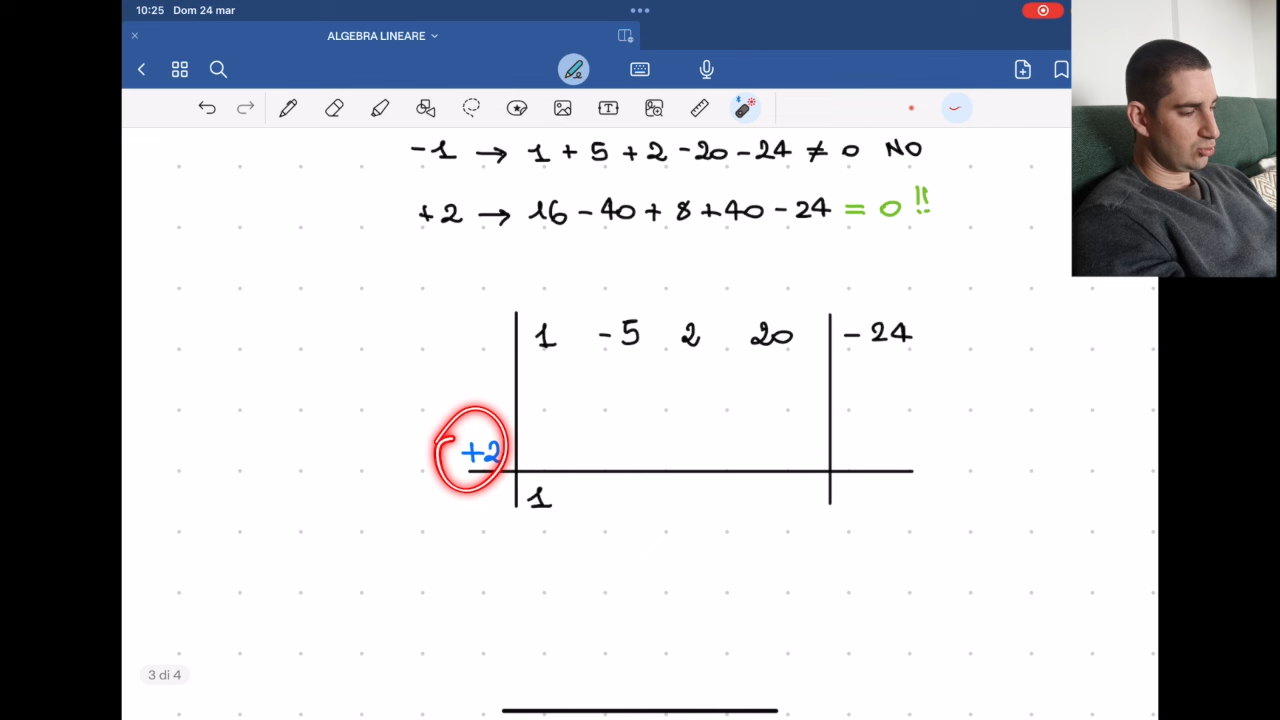 10:25 Dom 24 mar
ALGEBRA LINEARE
-1 → 1 + 5 + 2 - 20 - 24 ≠ 0 NO
+2 → 16 - 40 + 8 + 40 - 24 = 0 !!
1 -5 2 20 -24
+2
1
3 di 4